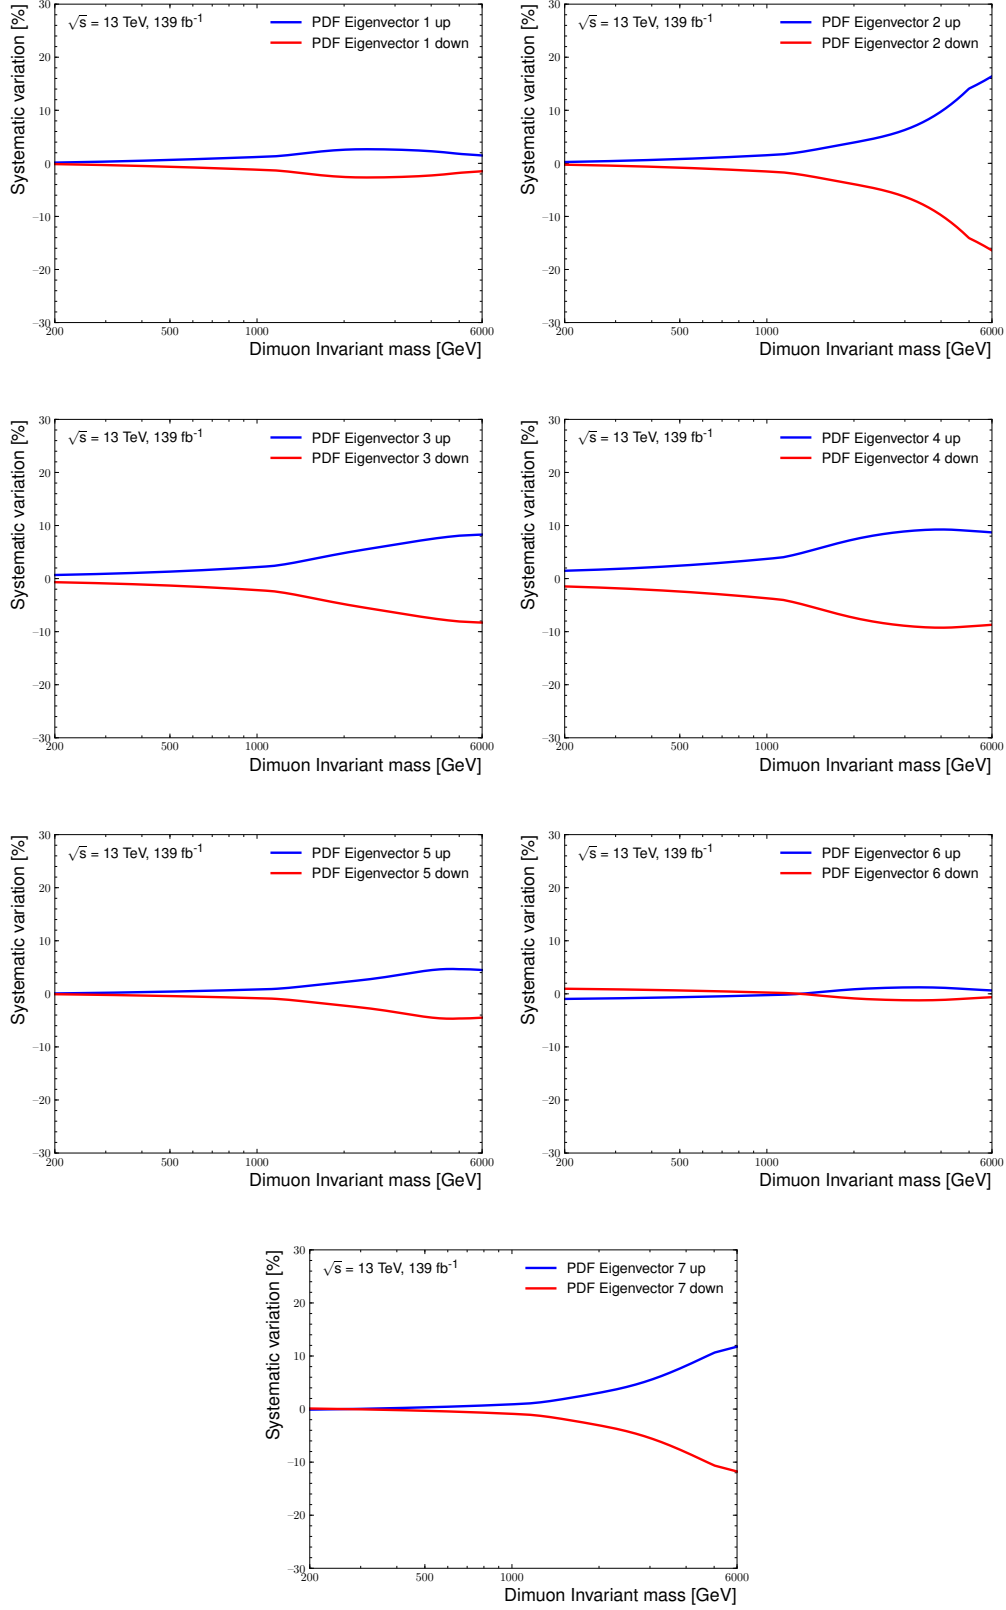 √s = 13 TeV, 139 fb⁻¹
PDF Eigenvector 1 up
PDF Eigenvector 1 down
Systematic variation [%]
30
20
10
0
−10
−20
−30
200
500
1000
6000
Dimuon Invariant mass [GeV]
√s = 13 TeV, 139 fb⁻¹
PDF Eigenvector 2 up
PDF Eigenvector 2 down
Systematic variation [%]
30
20
10
0
−10
−20
−30
200
500
1000
6000
Dimuon Invariant mass [GeV]
√s = 13 TeV, 139 fb⁻¹
PDF Eigenvector 3 up
PDF Eigenvector 3 down
Systematic variation [%]
30
20
10
0
−10
−20
−30
200
500
1000
6000
Dimuon Invariant mass [GeV]
√s = 13 TeV, 139 fb⁻¹
PDF Eigenvector 4 up
PDF Eigenvector 4 down
Systematic variation [%]
30
20
10
0
−10
−20
−30
200
500
1000
6000
Dimuon Invariant mass [GeV]
√s = 13 TeV, 139 fb⁻¹
PDF Eigenvector 5 up
PDF Eigenvector 5 down
Systematic variation [%]
30
20
10
0
−10
−20
−30
200
500
1000
6000
Dimuon Invariant mass [GeV]
√s = 13 TeV, 139 fb⁻¹
PDF Eigenvector 6 up
PDF Eigenvector 6 down
Systematic variation [%]
30
20
10
0
−10
−20
−30
200
500
1000
6000
Dimuon Invariant mass [GeV]
√s = 13 TeV, 139 fb⁻¹
PDF Eigenvector 7 up
PDF Eigenvector 7 down
Systematic variation [%]
30
20
10
0
−10
−20
−30
200
500
1000
6000
Dimuon Invariant mass [GeV]